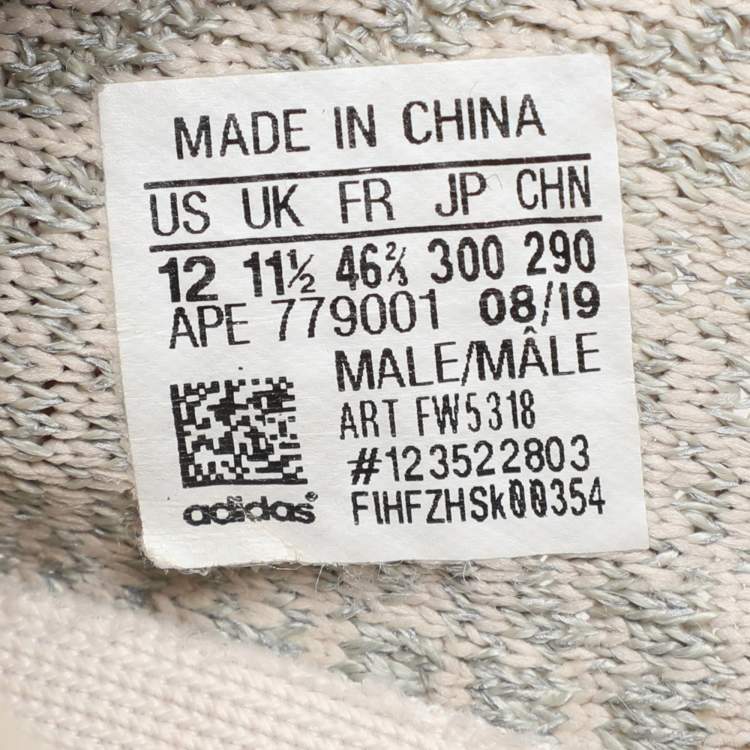 MADE IN CHINA
US UK FR JP CHN
12 11½ 46⅔ 300 290
APE 779001 08/19
MALE/MÂLE
ART FW5318
#123522803
adidas® FIHFZHSk00354